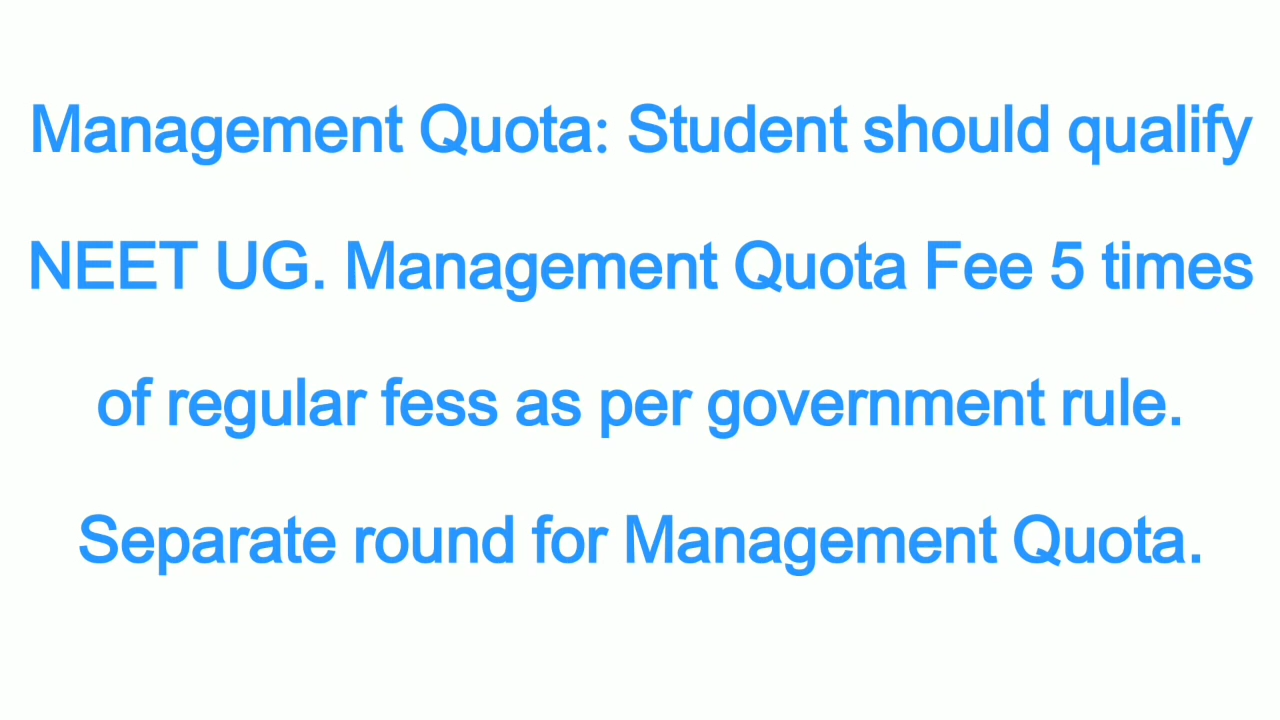 Management Quota: Student should qualify
NEET UG. Management Quota Fee 5 times
of regular fess as per government rule.
Separate round for Management Quota.